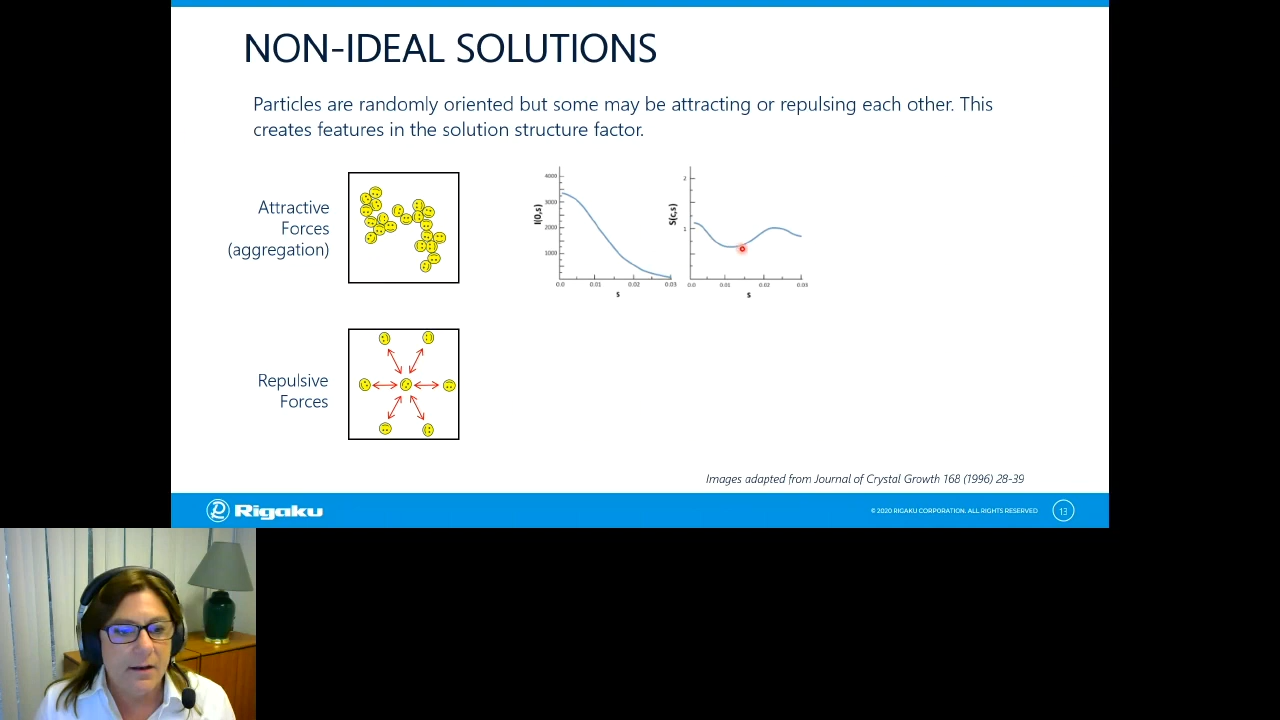 NON-IDEAL SOLUTIONS
Particles are randomly oriented but some may be attracting or repulsing each other. This
creates features in the solution structure factor.
Attractive
Forces
(aggregation)
I(0,s)
4000
3000
2000
1000
0.0 0.01 0.02 0.03
s
S(c,s)
2
1
0.0 0.01 0.02 0.03
s
Repulsive
Forces
Images adapted from Journal of Crystal Growth 168 (1996) 28-39
Rigaku
© 2020 RIGAKU CORPORATION. ALL RIGHTS RESERVED
13